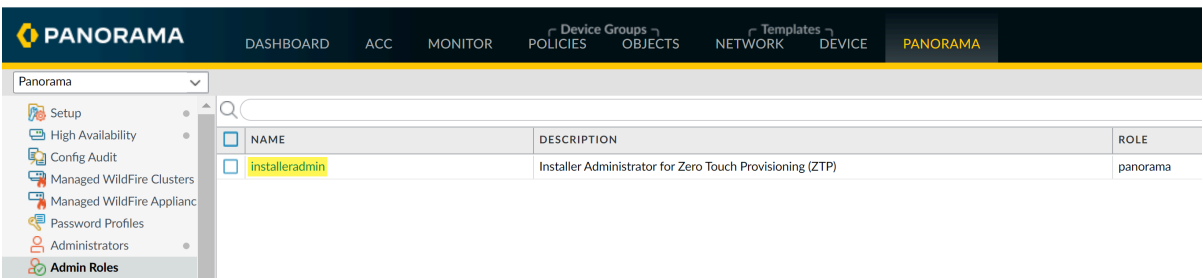 PANORAMA
Device Groups
Templates
DASHBOARD ACC MONITOR POLICIES OBJECTS NETWORK DEVICE PANORAMA
Panorama
Setup
High Availability
Config Audit
Managed WildFire Clusters
Managed WildFire Applianc
Password Profiles
Administrators
Admin Roles
NAME DESCRIPTION ROLE
installeradmin Installer Administrator for Zero Touch Provisioning (ZTP) panorama